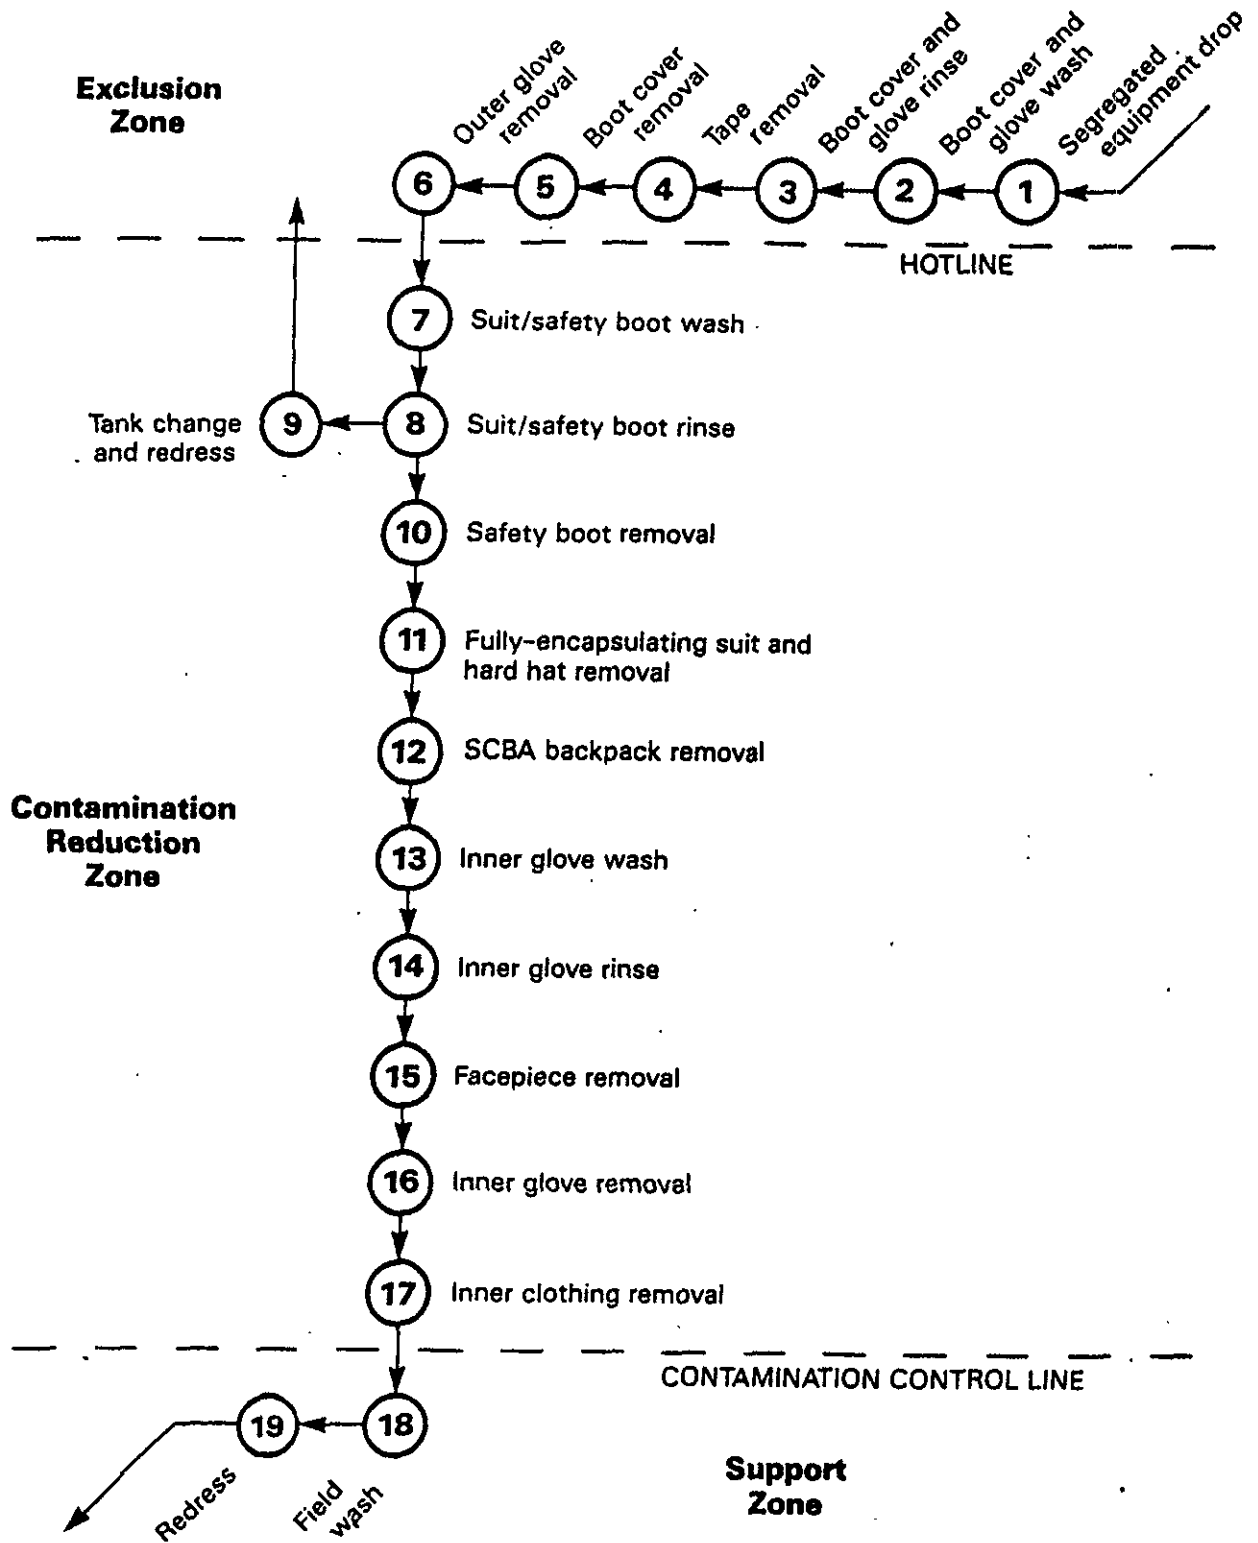 Exclusion
Zone
Outer glove
removal
Boot cover
removal
Tape
removal
Boot cover and
glove rinse
Boot cover and
glove wash
Segregated
equipment drop
6
5
4
3
2
1
HOTLINE
7
Suit/safety boot wash
Tank change
and redress
9
8
Suit/safety boot rinse
10
Safety boot removal
11
Fully-encapsulating suit and
hard hat removal
12
SCBA backpack removal
Contamination
Reduction
Zone
13
Inner glove wash
14
Inner glove rinse
15
Facepiece removal
16
Inner glove removal
17
Inner clothing removal
CONTAMINATION CONTROL LINE
19
18
Redress
Field
wash
Support
Zone